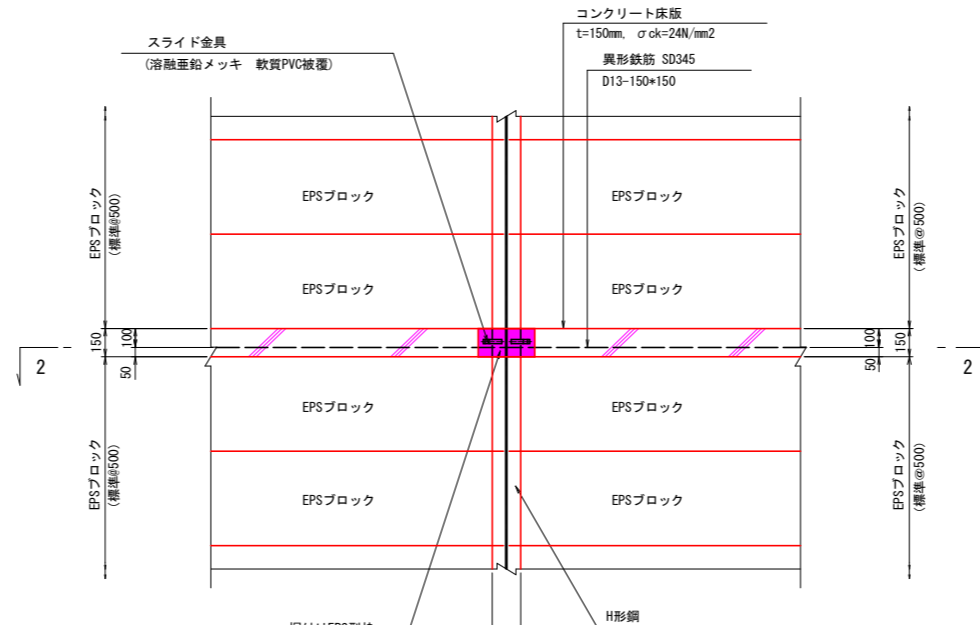 コンクリート床版
t=150mm, σck=24N/mm2
スライド金具
(溶融亜鉛メッキ 軟質PVC被覆)
異形鉄筋 SD345
D13-150*150
EPSブロック
(標準@500)
EPSブロック
EPSブロック
EPSブロック
(標準@500)
EPSブロック
EPSブロック
150
100
50
100
150
50
2
2
EPSブロック
(標準@500)
EPSブロック
EPSブロック
EPSブロック
(標準@500)
EPSブロック
EPSブロック
H形鋼